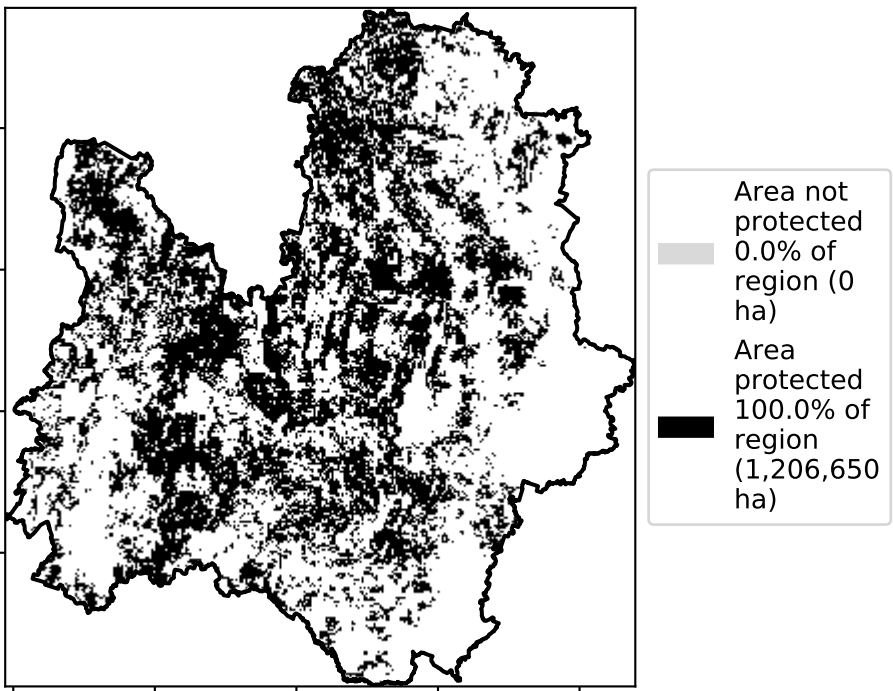 Area not
protected
0.0% of
region (0
ha)
Area
protected
100.0% of
region
(1,206,650
ha)